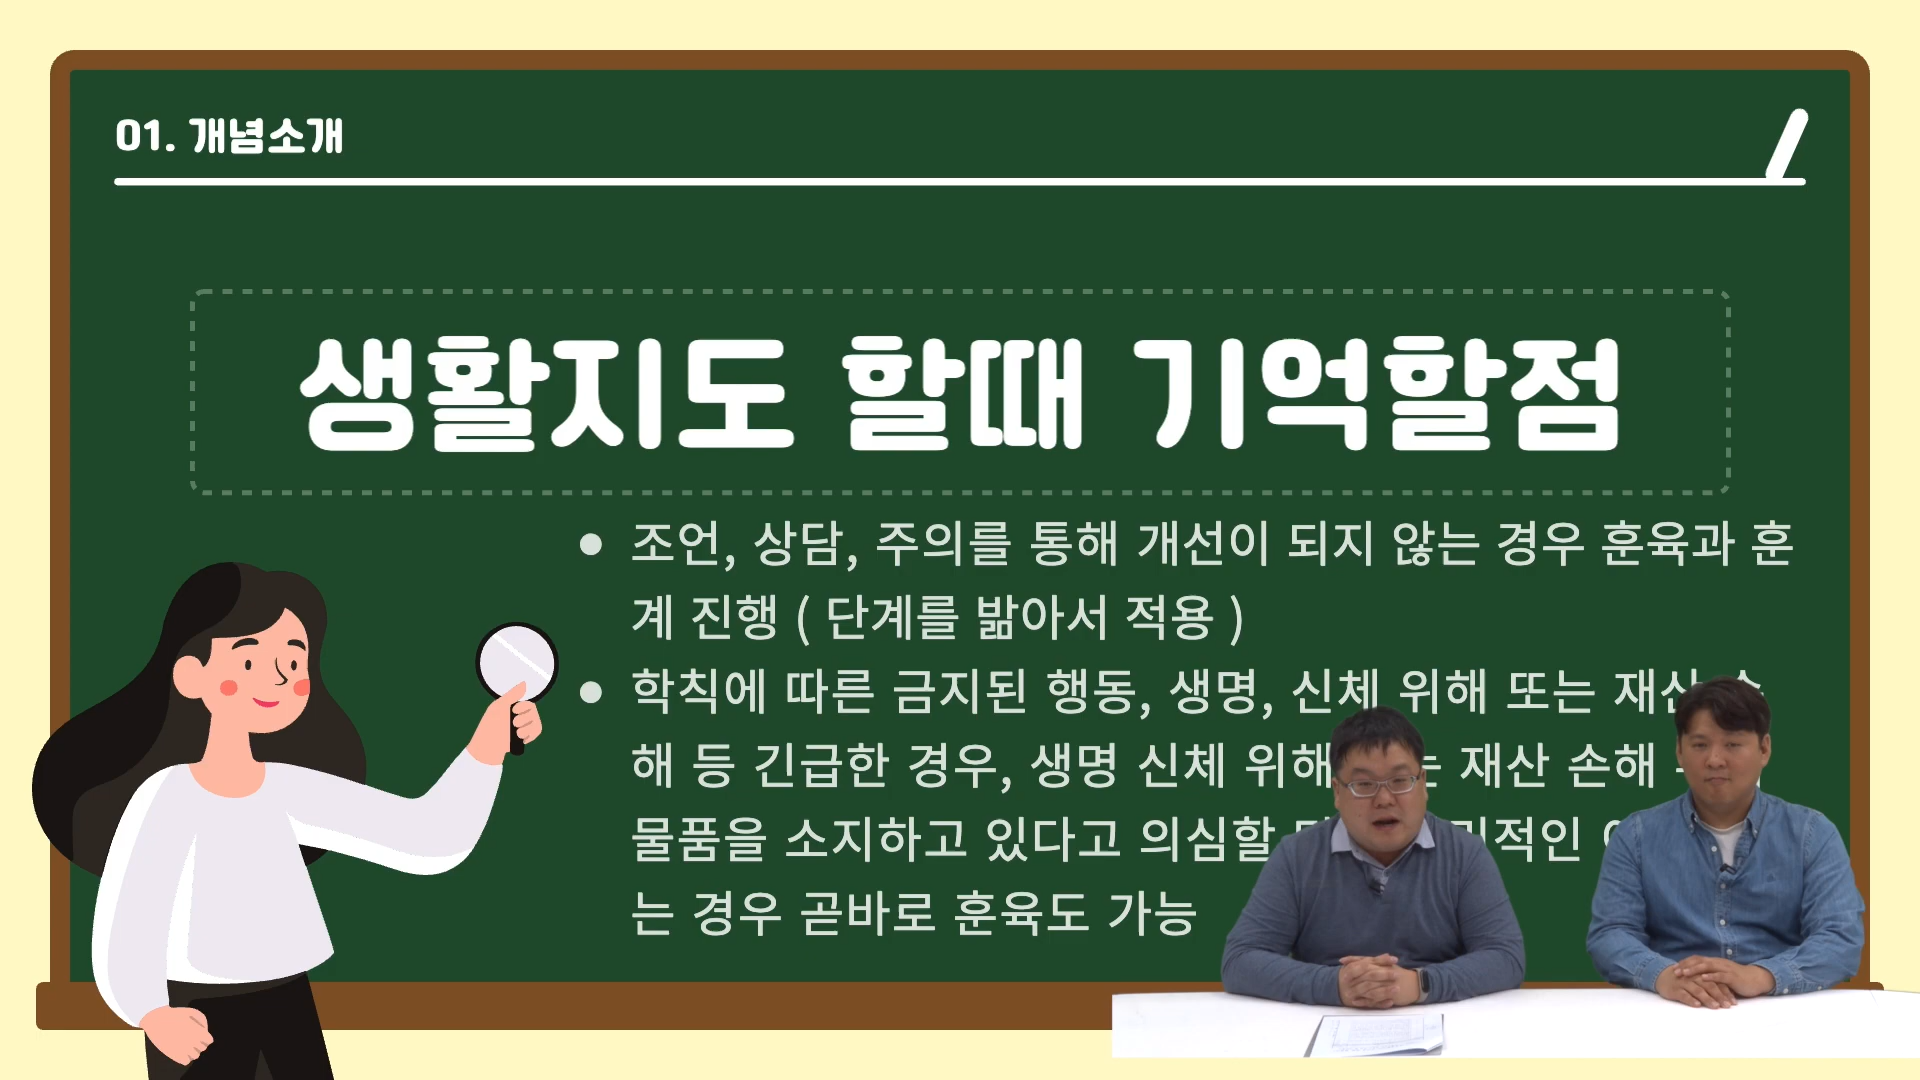 01. 개념소개
생활지도 할때 기억할점
● 조언, 상담, 주의를 통해 개선이 되지 않는 경우 훈육과 훈
계 진행 ( 단계를 밟아서 적용 )
● 학칙에 따른 금지된 행동, 생명, 신체 위해 또는 재산
해 등 긴급한 경우, 생명 신체 위해 재산 손해
물품을 소지하고 있다고 의심할
는 경우 곧바로 훈육도 가능